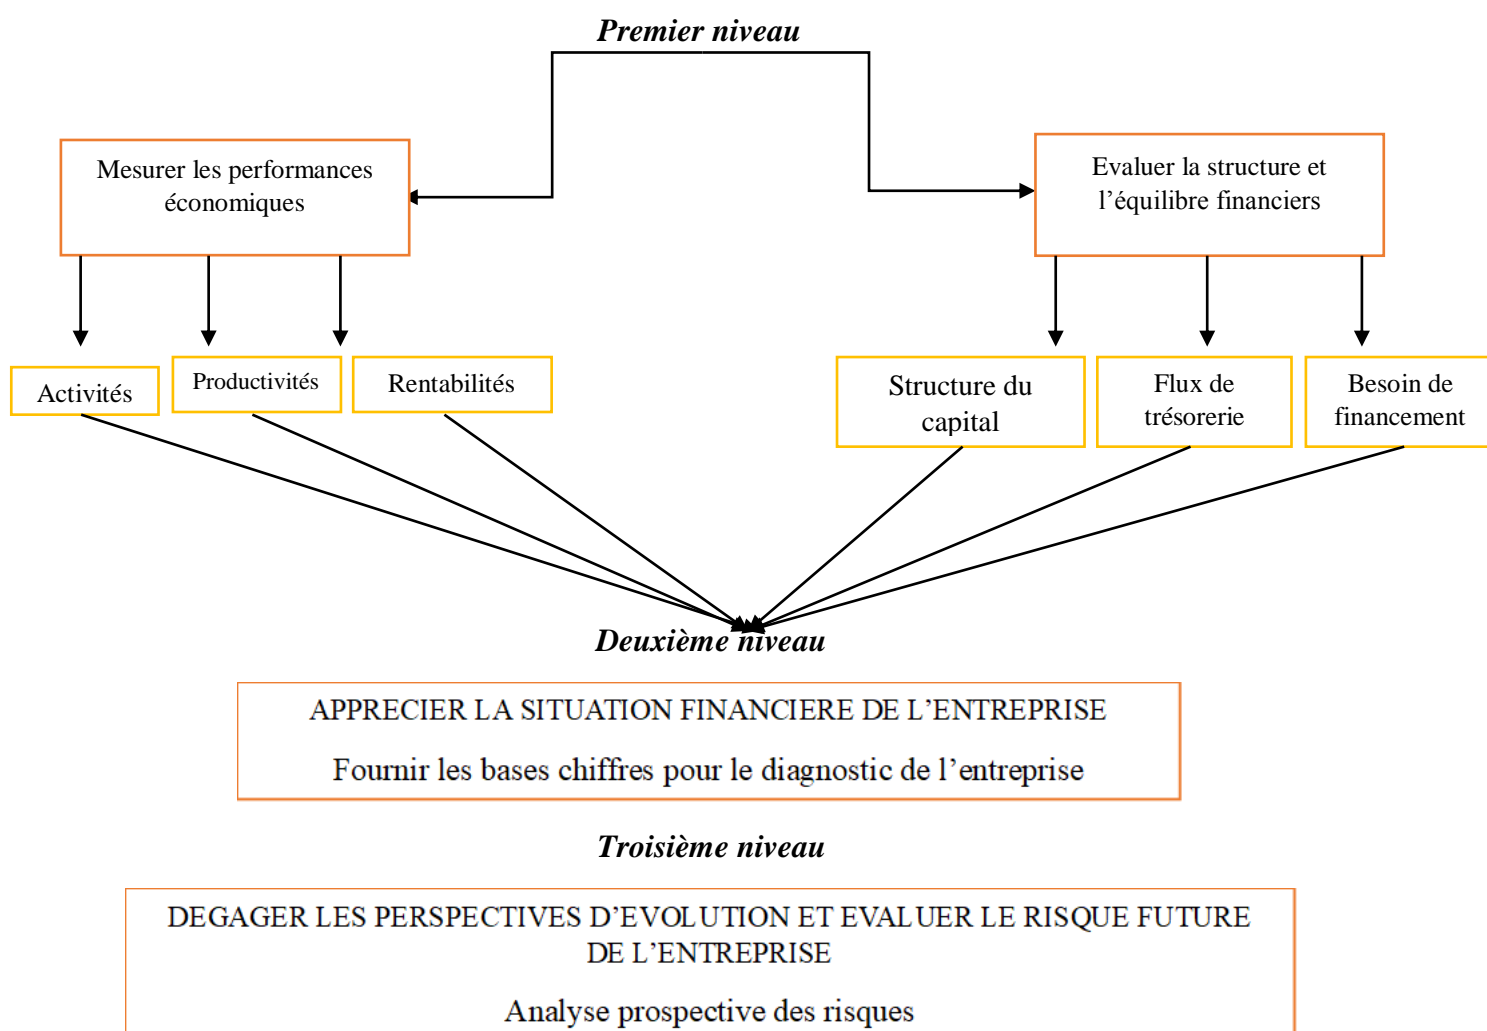 Premier niveau
Mesurer les performances
économiques
Evaluer la structure et
l’équilibre financiers
Activités
Productivités
Rentabilités
Structure du
capital
Flux de
trésorerie
Besoin de
financement
Deuxième niveau
APPRECIER LA SITUATION FINANCIERE DE L’ENTREPRISE
Fournir les bases chiffres pour le diagnostic de l’entreprise
Troisième niveau
DEGAGER LES PERSPECTIVES D’EVOLUTION ET EVALUER LE RISQUE FUTURE
DE L’ENTREPRISE
Analyse prospective des risques